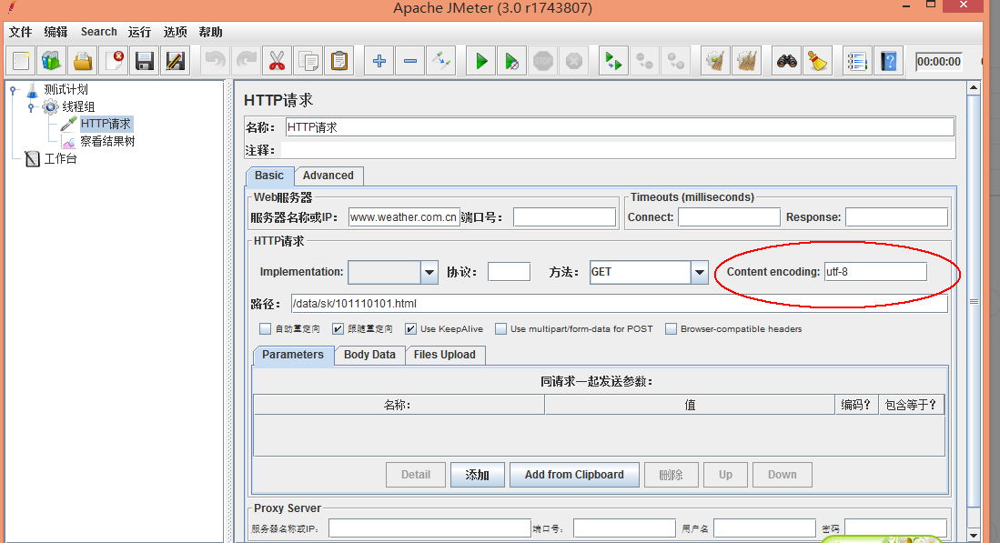 Apache JMeter (3.0 r1743807)
文件 编辑 Search 运行 选项 帮助
STOP
00:00:00
测试计划
线程组
HTTP请求
察看结果树
工作台
HTTP请求
名称： HTTP请求
注释：
Basic Advanced
Web服务器 Timeouts (milliseconds)
服务器名称或IP： www.weather.com.cn 端口号： Connect: Response:
HTTP请求
Implementation: 协议： 方法： GET Content encoding: utf-8
路径： /data/sk/101110101.html
自动重定向 跟随重定向 Use KeepAlive Use multipart/form-data for POST Browser-compatible headers
Parameters Body Data Files Upload
同请求一起发送参数：
名称： 值 编码？ 包含等于？
Detail 添加 Add from Clipboard 删除 Up Down
Proxy Server
服务器名称或IP： 端口号： 用户名 密码